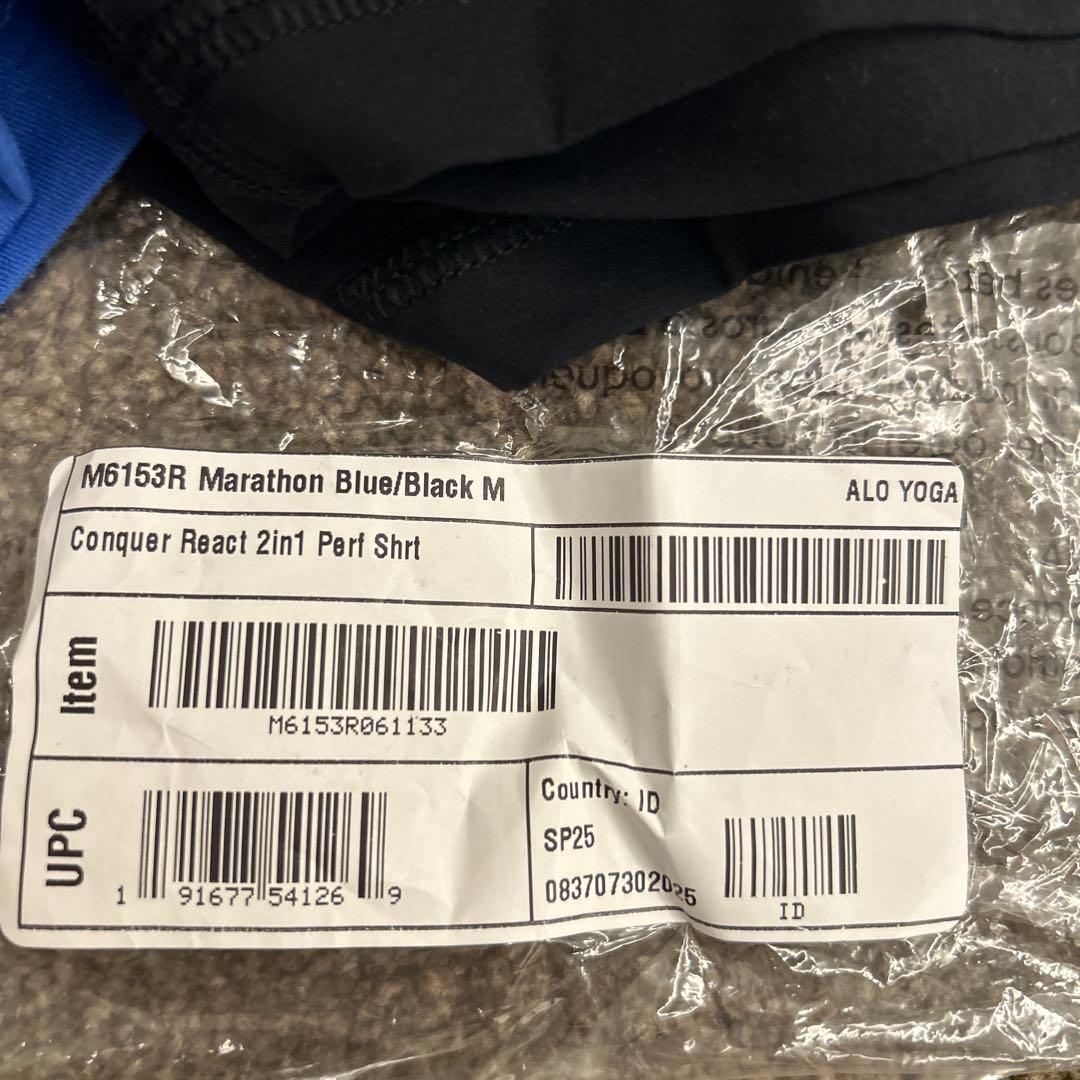 M6153R Marathon Blue/Black M
ALO YOGA
Conquer React 2in1 Perf Shrt
Item
M6153R061133
UPC
1 91677 54126 9
Country: ID
SP25
083707302025
ID